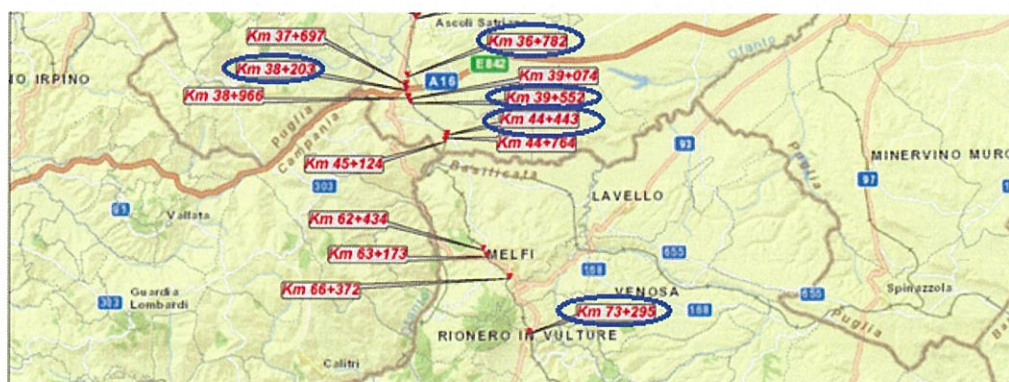 Ascoli Satriano
Km 37+697
Km 36+782
Ofanto
E842
Km 38+203
NO IRPINO
A16
Km 39+074
Km 38+966
Km 39+552
Puglia
Campania
Km 44+443
Km 44+764
93
Puglia
MINERVINO MURG
Km 45+124
Basilicata
97
303
LAVELLO
91
Vallata
Km 62+434
Km 63+173
MELFI
655
168
Km 66+372
Guardia
Lombardi
303
VENOSA
655
Spinazzola
Km 73+295
168
Puglia
RIONERO IN VULTURE
Calitri